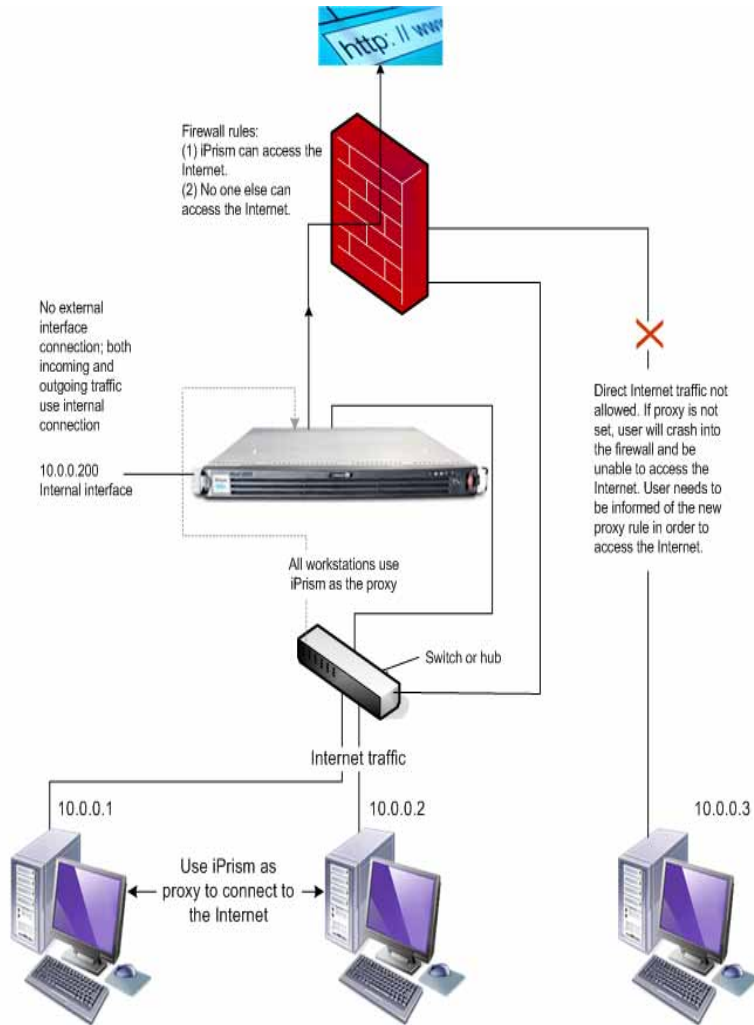 http: // www
Firewall rules:
(1) iPrism can access the
Internet.
(2) No one else can
access the Internet.
No external
interface
connection; both
incoming and
outgoing traffic
use internal
connection
10.0.0.200
Internal interface
Direct Internet traffic not
allowed. If proxy is not
set, user will crash into
the firewall and be
unable to access the
Internet. User needs to
be informed of the new
proxy rule in order to
access the Internet.
All workstations use
iPrism as the proxy
Switch or hub
Internet traffic
10.0.0.1
10.0.0.2
10.0.0.3
Use iPrism as
proxy to connect to
the Internet